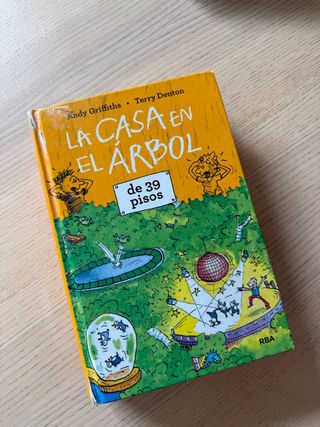 Andy Griffiths • Terry Denton
LA CASA EN
EL ÁRBOL
de 39
pisos
RBA